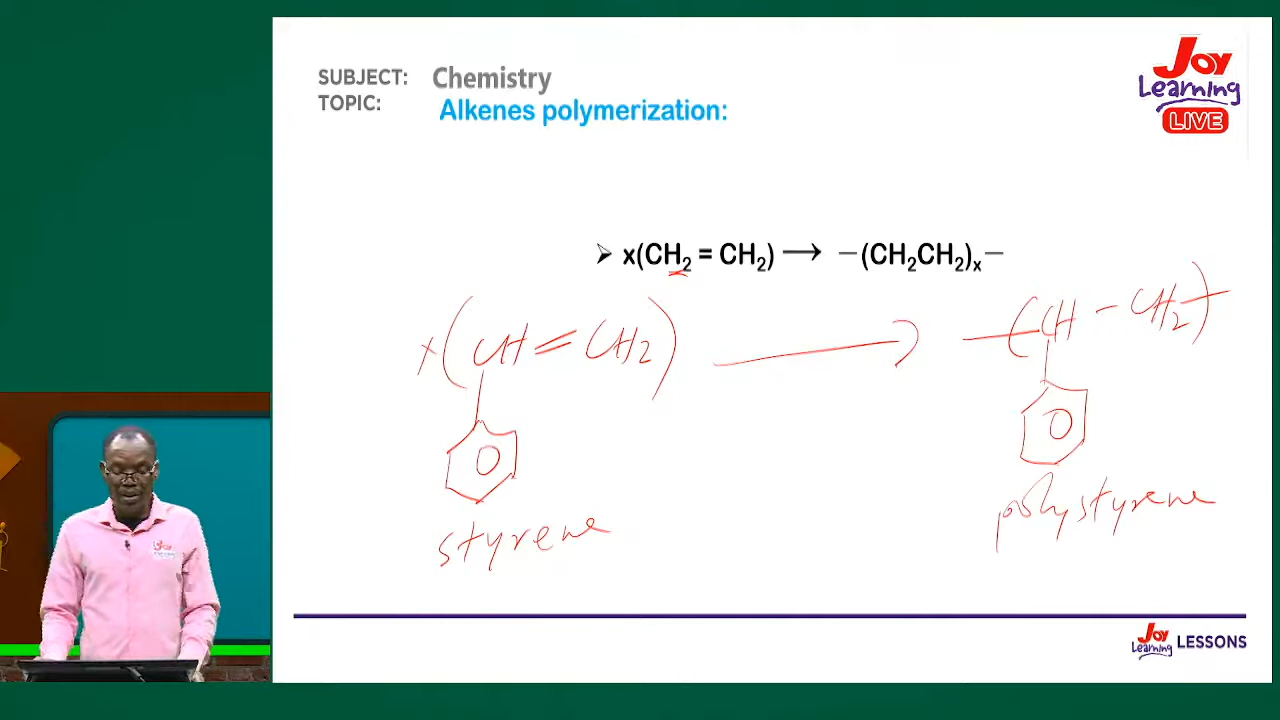 SUBJECT: Chemistry
TOPIC: Alkenes polymerization:
Joy
Learning
LIVE
➢ x(CH₂ = CH₂) ⟶ −(CH₂CH₂)ₓ−
x(CH=CH2) ⟶ −(CH−CH2)−
styrene
polystyrene
Joy
Learning
LESSONS